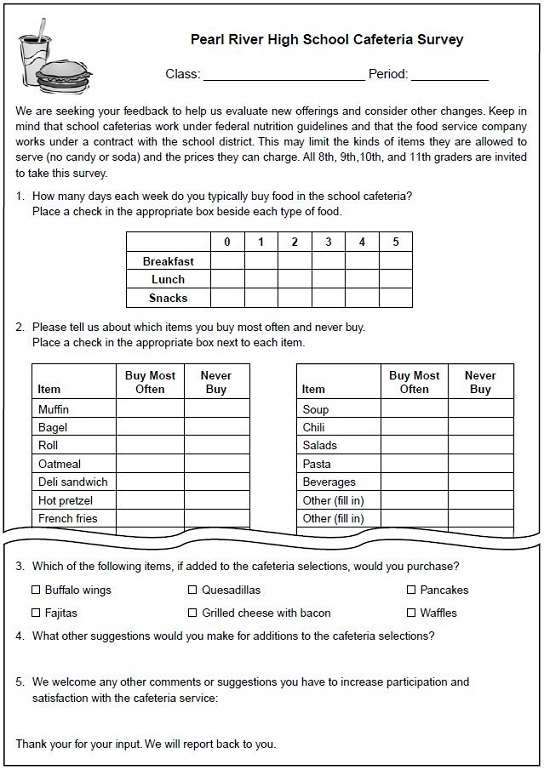 Pearl River High School Cafeteria Survey
Class: ________________________ Period: ____________
We are seeking your feedback to help us evaluate new offerings and consider other changes. Keep in
mind that school cafeterias work under federal nutrition guidelines and that the food service company
works under a contract with the school district. This may limit the kinds of items they are allowed to
serve (no candy or soda) and the prices they can charge. All 8th, 9th,10th, and 11th graders are invited
to take this survey.
1. How many days each week do you typically buy food in the school cafeteria?
Place a check in the appropriate box beside each type of food.
0 1 2 3 4 5
Breakfast
Lunch
Snacks
2. Please tell us about which items you buy most often and never buy.
Place a check in the appropriate box next to each item.
Item Buy Most Often Never Buy
Muffin
Bagel
Roll
Oatmeal
Deli sandwich
Hot pretzel
French fries
Item Buy Most Often Never Buy
Soup
Chili
Salads
Pasta
Beverages
Other (fill in)
Other (fill in)
3. Which of the following items, if added to the cafeteria selections, would you purchase?
☐ Buffalo wings ☐ Quesadillas ☐ Pancakes
☐ Fajitas ☐ Grilled cheese with bacon ☐ Waffles
4. What other suggestions would you make for additions to the cafeteria selections?
5. We welcome any other comments or suggestions you have to increase participation and
satisfaction with the cafeteria service:
Thank your for your input. We will report back to you.